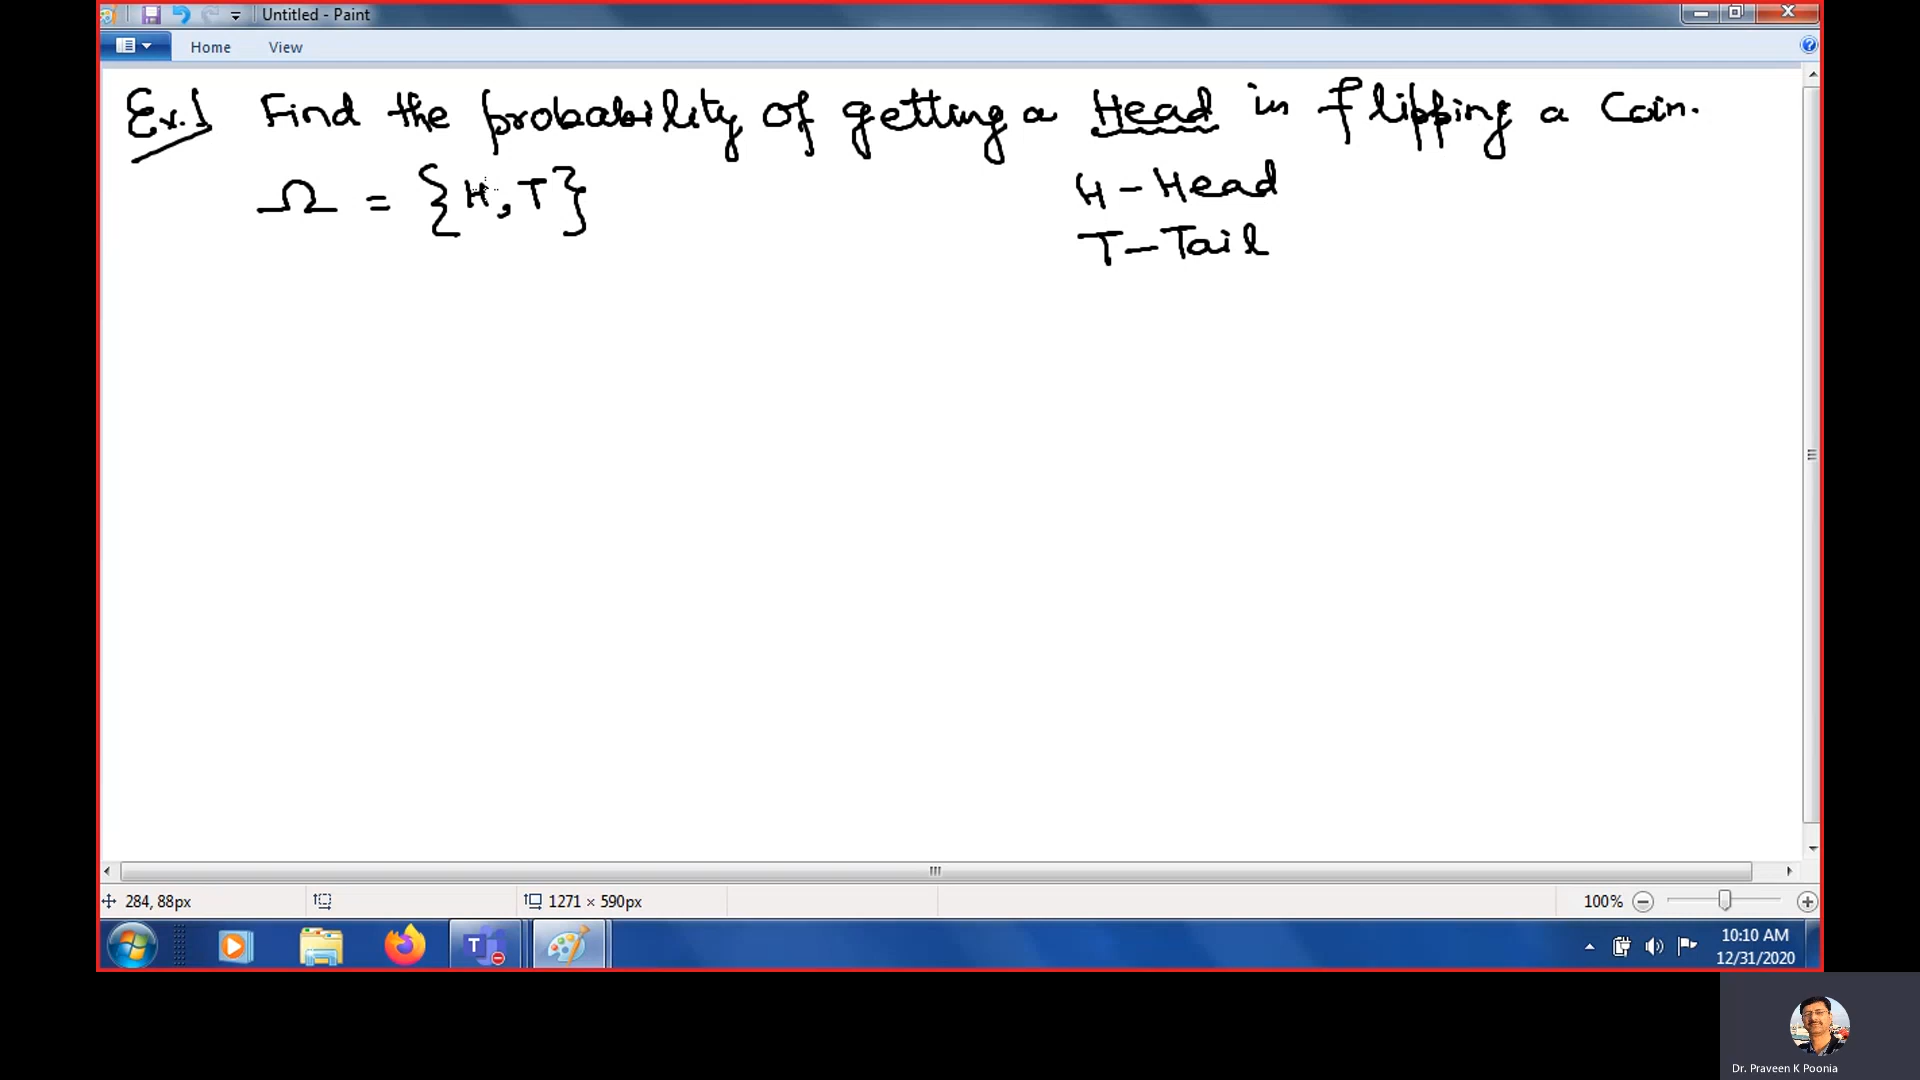 Untitled - Paint
Home View
Ex.1 Find the probability of getting a Head in flipping a Coin.
Ω = {H, T}
H - Head
T - Tail
284, 88px
1271 × 590px
100%
10:10 AM
12/31/2020
Dr. Praveen K Poonia